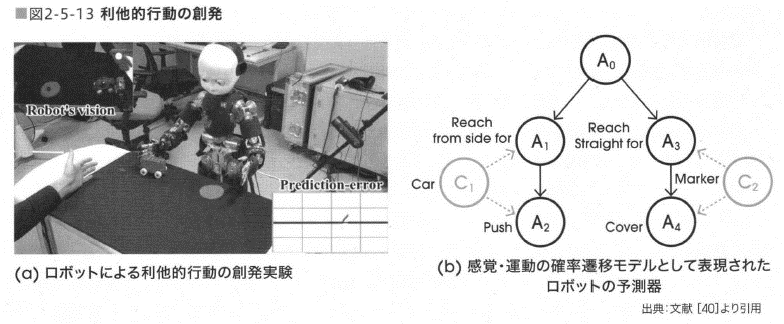 ■図2-5-13 利他的行動の創発
Robot's vision
Prediction-error
(a) ロボットによる利他的行動の創発実験
A0
Reach
from side for
A1
Reach
Straight for
A3
Car
C1
Marker
C2
Push
A2
Cover
A4
(b) 感覚・運動の確率遷移モデルとして表現された
ロボットの予測器
出典:文献 [40]より引用